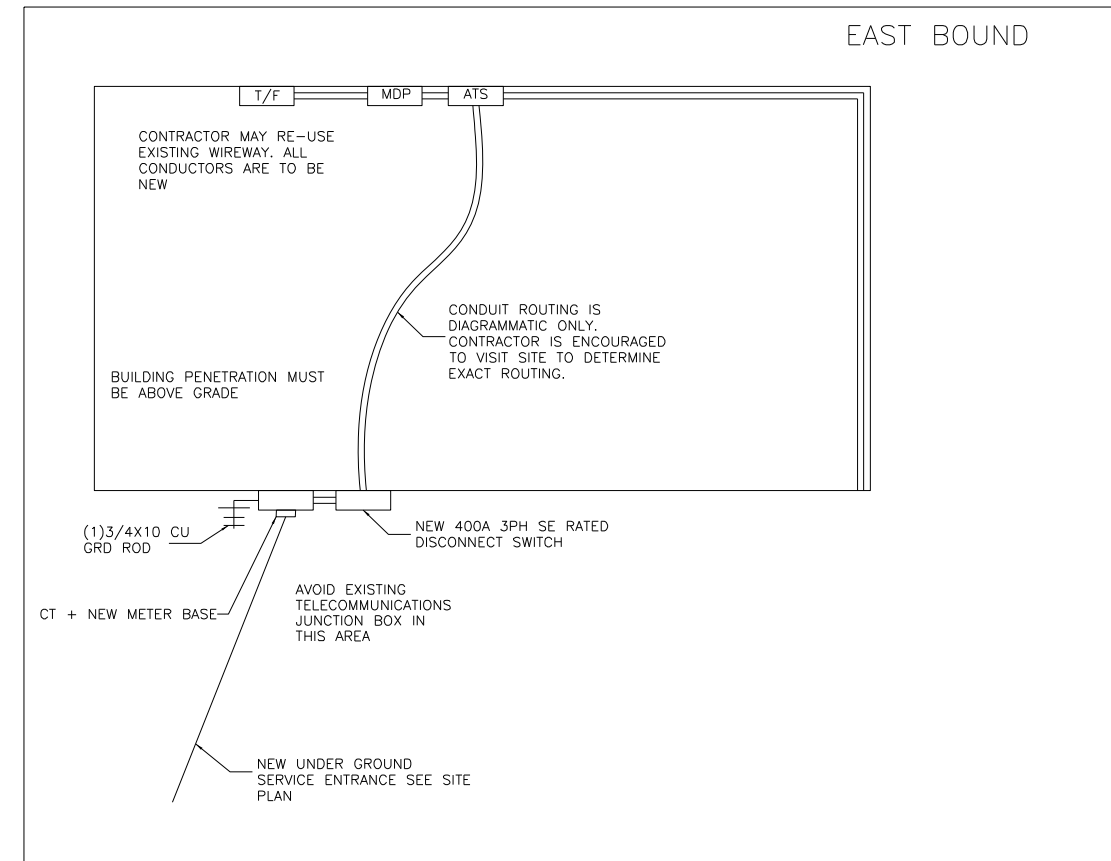 EAST BOUND
T/F
MDP
ATS
CONTRACTOR MAY RE-USE
EXISTING WIREWAY. ALL
CONDUCTORS ARE TO BE
NEW
CONDUIT ROUTING IS
DIAGRAMMATIC ONLY.
CONTRACTOR IS ENCOURAGED
TO VISIT SITE TO DETERMINE
EXACT ROUTING.
BUILDING PENETRATION MUST
BE ABOVE GRADE
(1)3/4X10 CU
GRD ROD
NEW 400A 3PH SE RATED
DISCONNECT SWITCH
CT + NEW METER BASE
AVOID EXISTING
TELECOMMUNICATIONS
JUNCTION BOX IN
THIS AREA
NEW UNDER GROUND
SERVICE ENTRANCE SEE SITE
PLAN